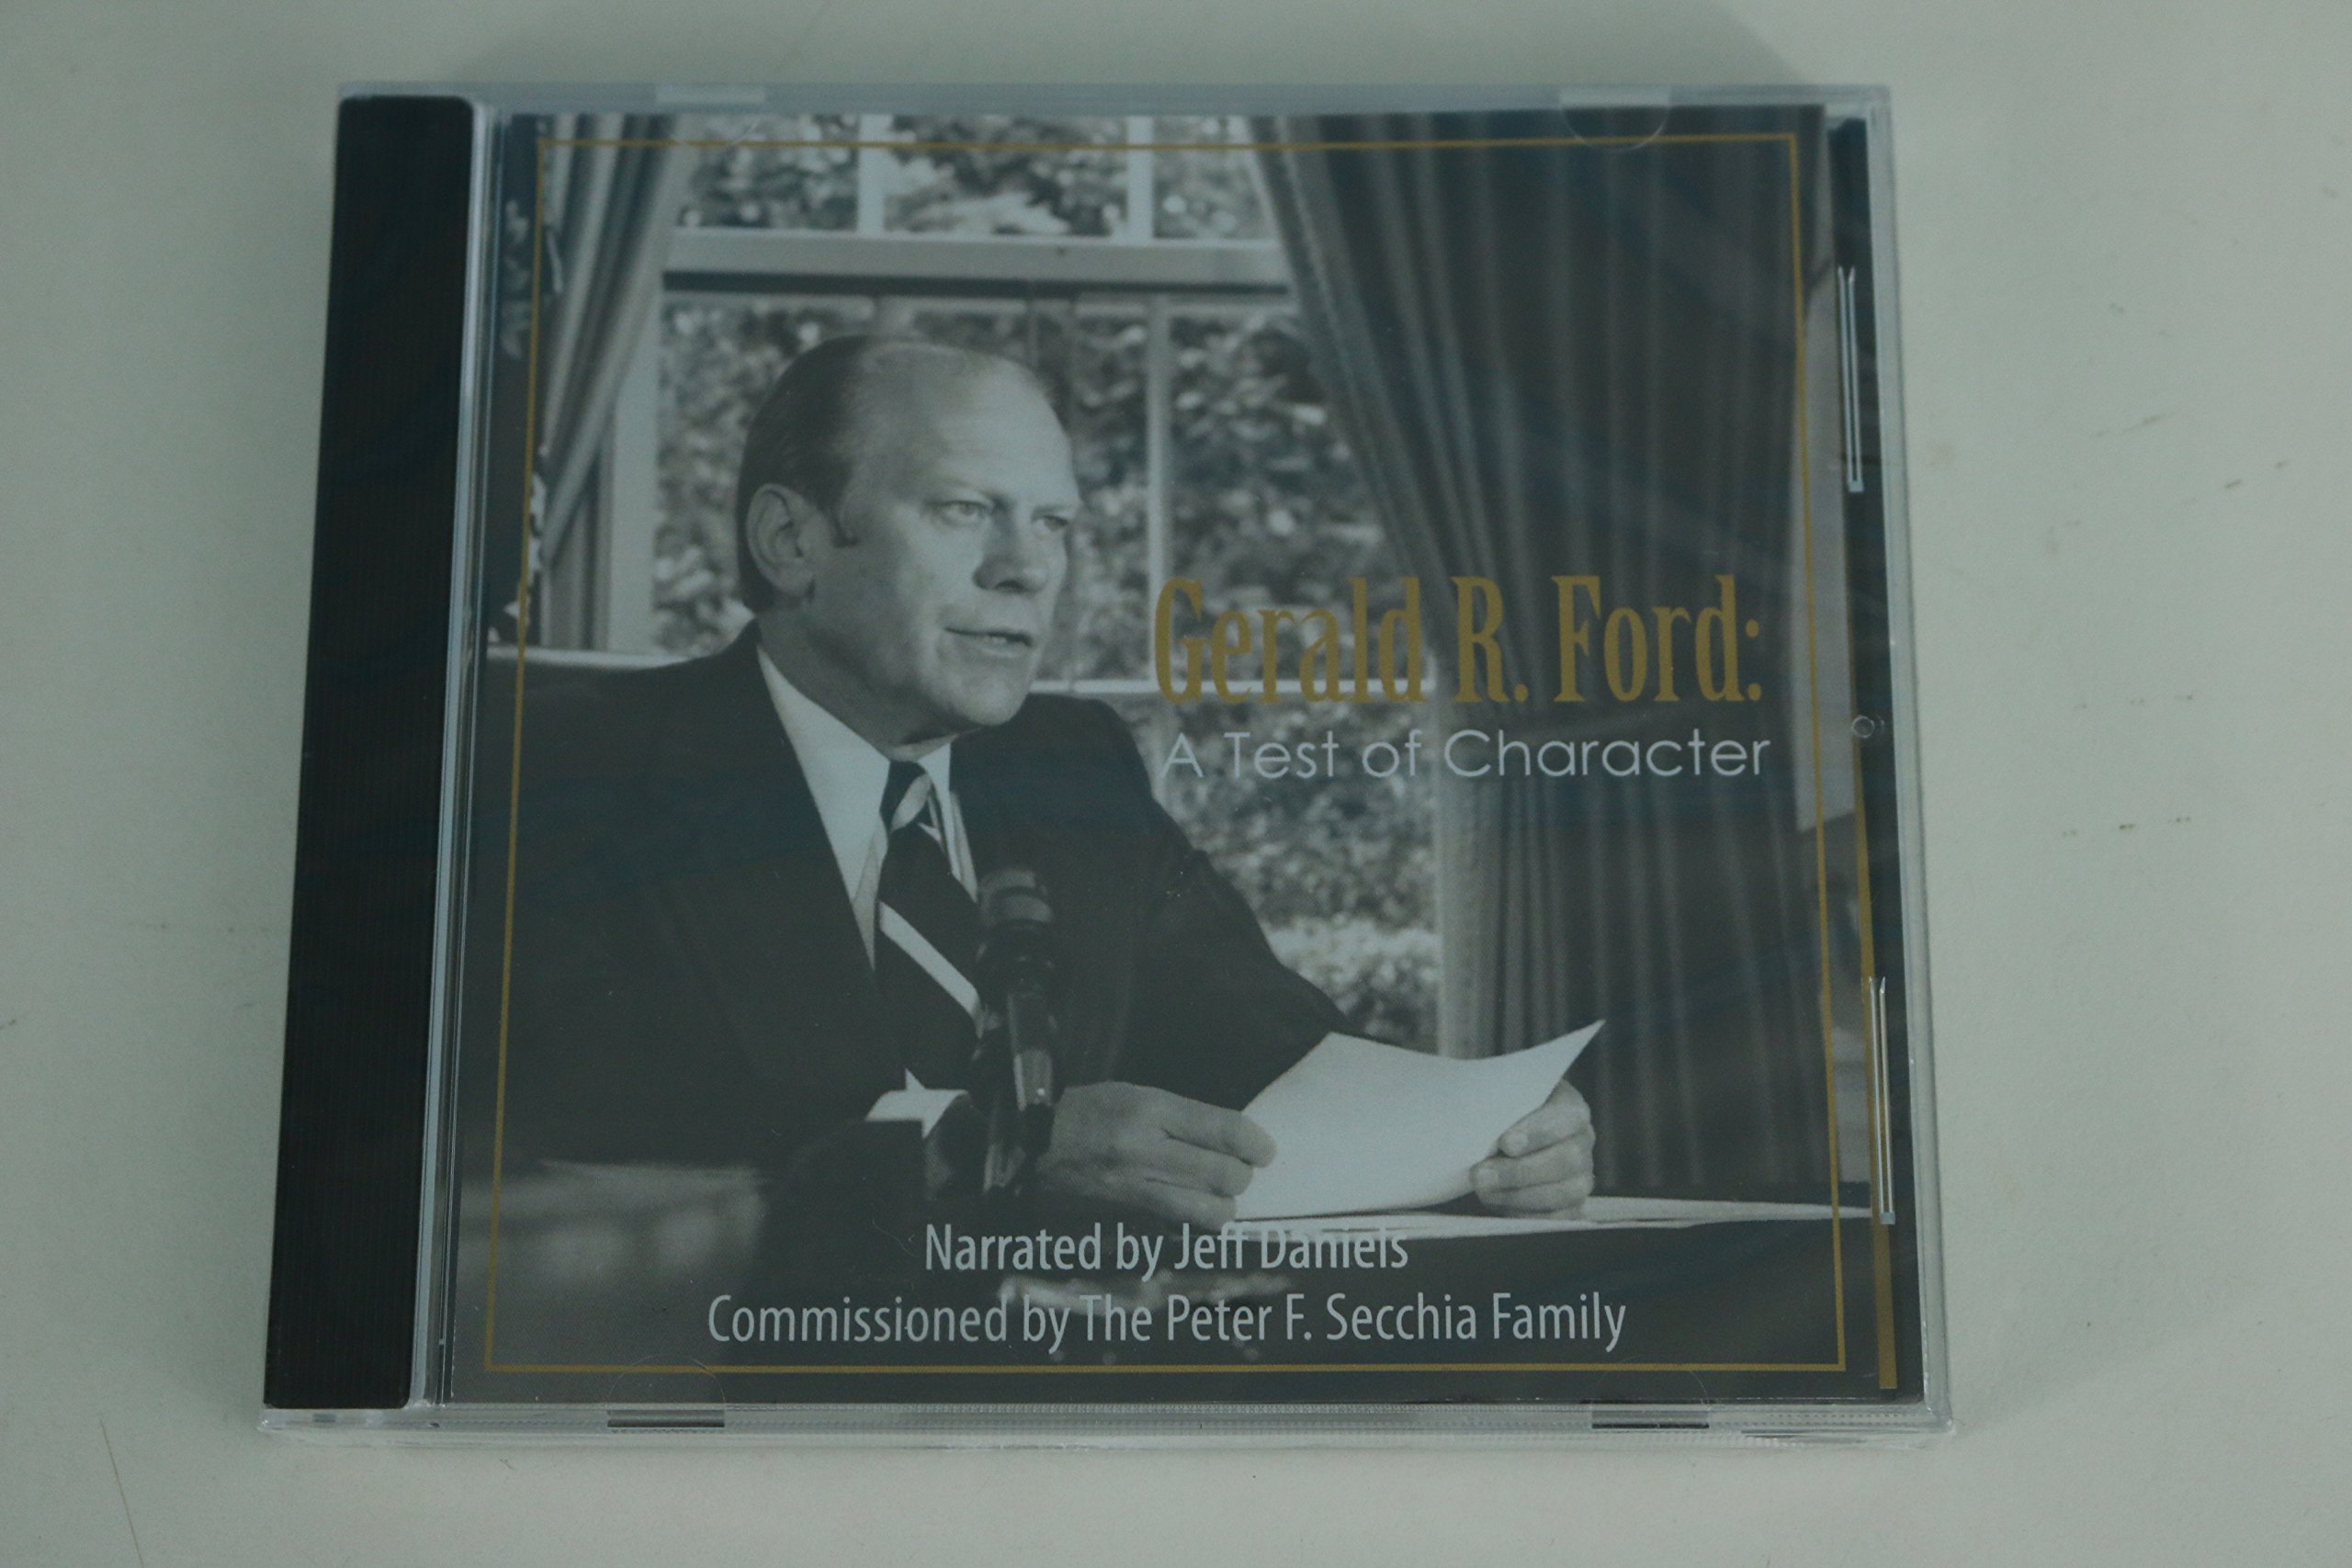 Gerald R. Ford:
A Test of Character
Narrated by Jeff Daniels
Commissioned by The Peter F. Secchia Family